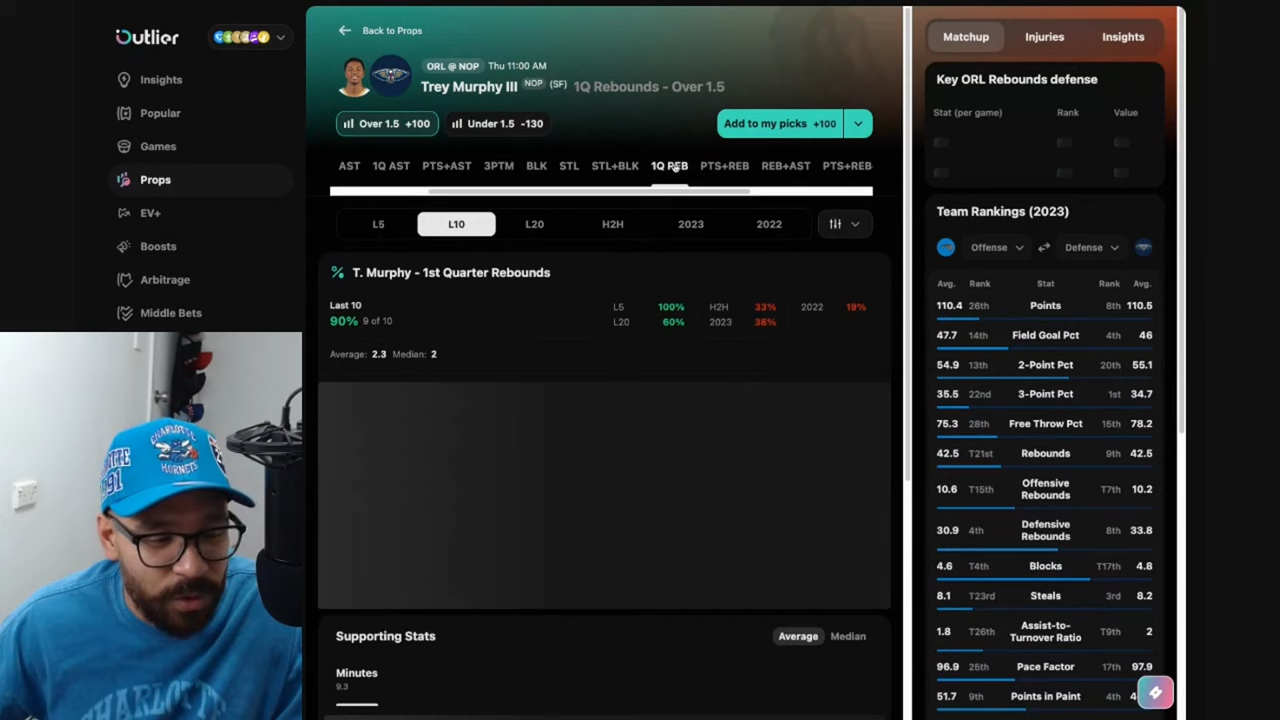 Outlier
Insights
Popular
Games
Props
EV+
Boosts
Arbitrage
Middle Bets
Back to Props
ORL @ NOP Thu 11:00 AM
Trey Murphy III NOP (SF) 1Q Rebounds - Over 1.5
Over 1.5 +100
Under 1.5 -130
Add to my picks +100
AST 1Q AST PTS+AST 3PTM BLK STL STL+BLK 1Q REB PTS+REB REB+AST PTS+REB
L5 L10 L20 H2H 2023 2022
T. Murphy - 1st Quarter Rebounds
Last 10
90% 9 of 10
L5 100% H2H 33% 2022 19%
L20 60% 2023 38%
Average: 2.3 Median: 2
Supporting Stats
Average Median
Minutes
9.3
Matchup Injuries Insights
Key ORL Rebounds defense
Stat (per game) Rank Value
Team Rankings (2023)
Offense Defense
Avg. Rank Stat Rank Avg.
110.4 26th Points 8th 110.5
47.7 14th Field Goal Pct 4th 46
54.9 13th 2-Point Pct 20th 55.1
35.5 22nd 3-Point Pct 1st 34.7
75.3 28th Free Throw Pct 15th 78.2
42.5 T21st Rebounds 9th 42.5
10.6 T15th Offensive Rebounds T7th 10.2
30.9 4th Defensive Rebounds 8th 33.8
4.6 T4th Blocks T17th 4.8
8.1 T23rd Steals 3rd 8.2
1.8 T26th Assist-to-Turnover Ratio T9th 2
96.9 25th Pace Factor 17th 97.9
51.7 9th Points in Paint 4th
CHARLOTTE
HORNETS
CHARLOTTE